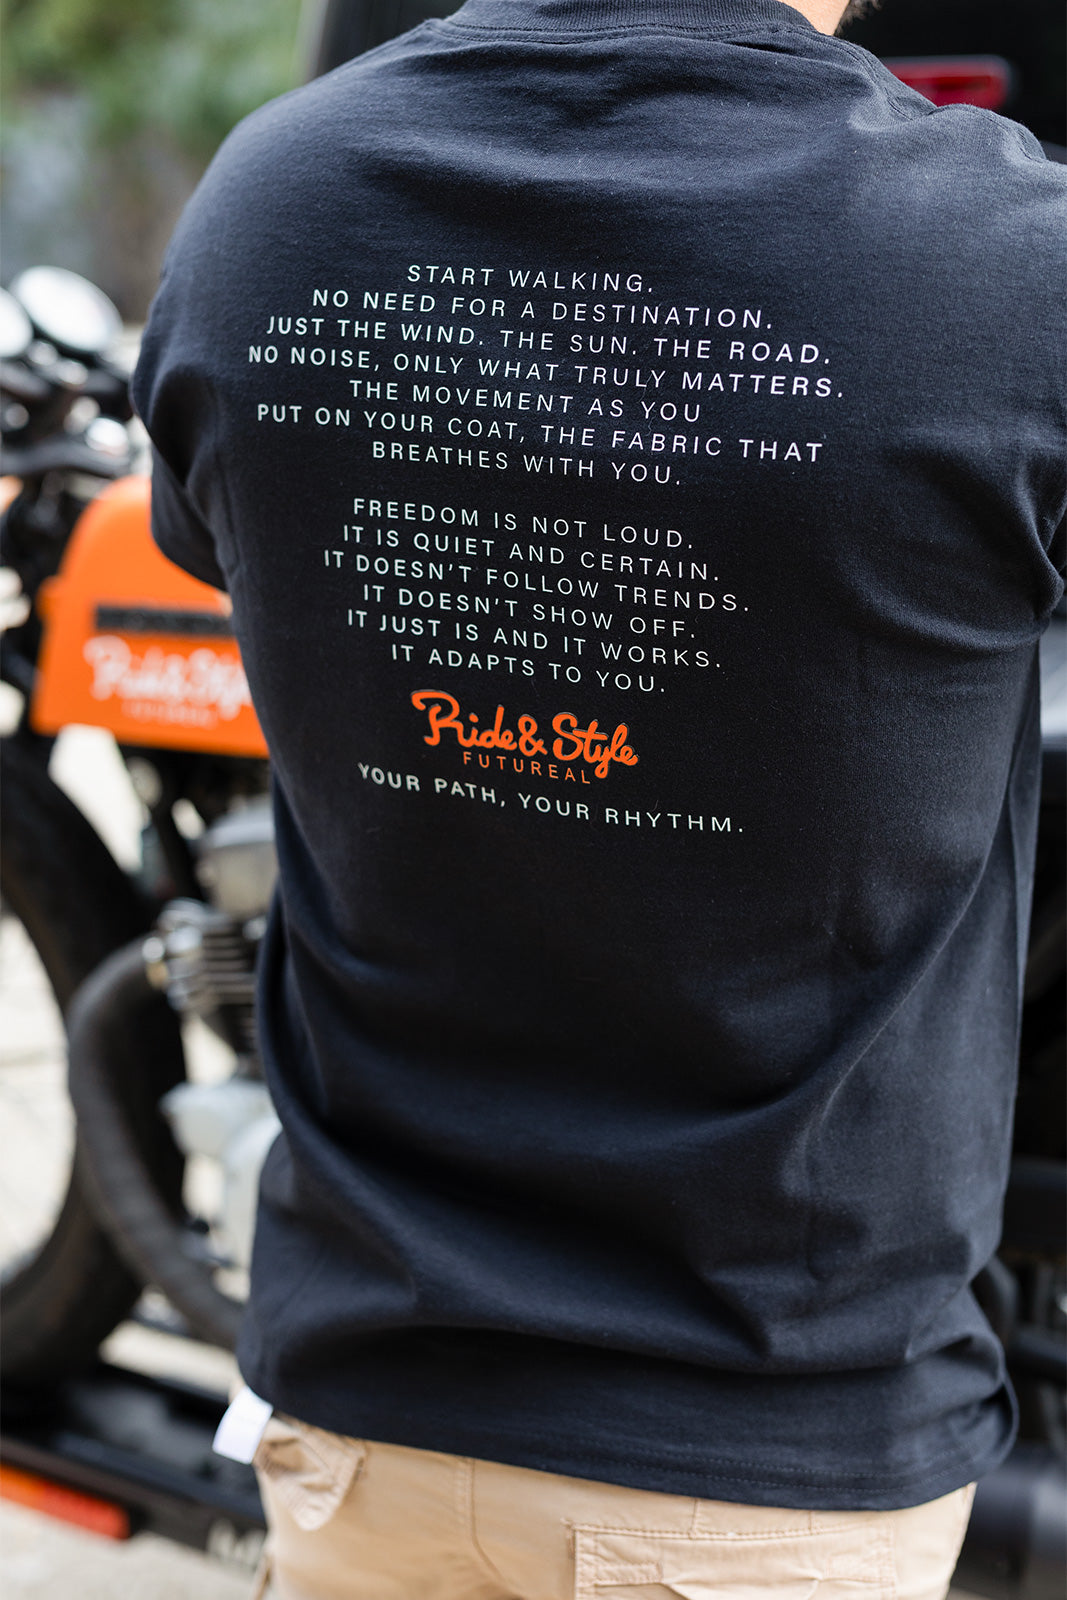 START WALKING.
NO NEED FOR A DESTINATION.
JUST THE WIND. THE SUN. THE ROAD.
NO NOISE, ONLY WHAT TRULY MATTERS.
THE MOVEMENT AS YOU
PUT ON YOUR COAT, THE FABRIC THAT
BREATHES WITH YOU.
FREEDOM IS NOT LOUD.
IT IS QUIET AND CERTAIN.
IT DOESN'T FOLLOW TRENDS.
IT DOESN'T SHOW OFF.
IT JUST IS AND IT WORKS.
IT ADAPTS TO YOU.
Ride & Style
FUTUREAL
YOUR PATH, YOUR RHYTHM.
Ride & Style
FUTUREAL